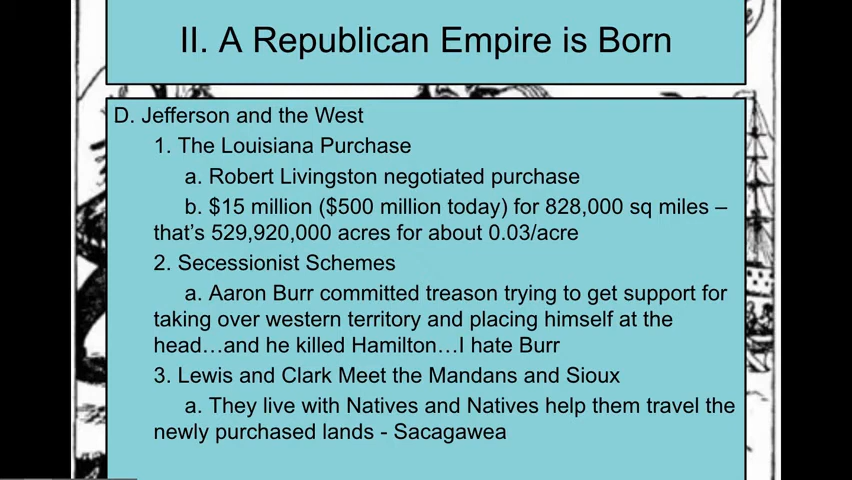 II. A Republican Empire is Born
D. Jefferson and the West
1. The Louisiana Purchase
a. Robert Livingston negotiated purchase
b. $15 million ($500 million today) for 828,000 sq miles –
that’s 529,920,000 acres for about 0.03/acre
2. Secessionist Schemes
a. Aaron Burr committed treason trying to get support for
taking over western territory and placing himself at the
head…and he killed Hamilton…I hate Burr
3. Lewis and Clark Meet the Mandans and Sioux
a. They live with Natives and Natives help them travel the
newly purchased lands - Sacagawea